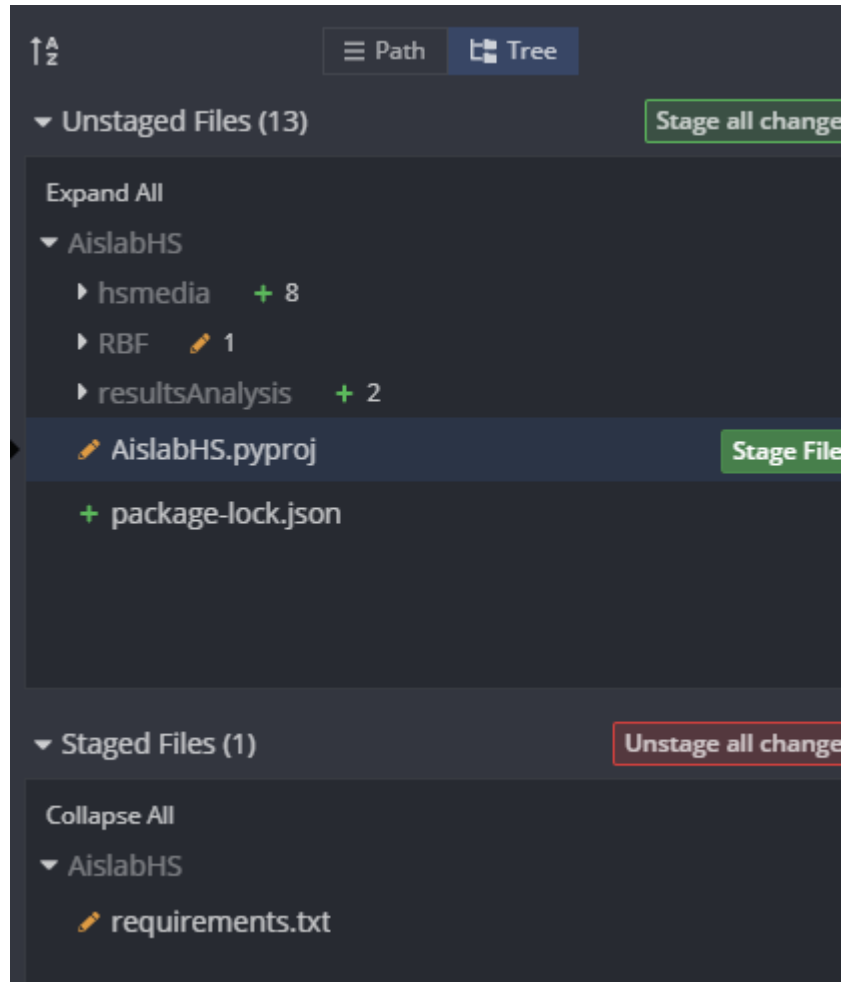 Path Tree
Unstaged Files (13)
Stage all change
Expand All
AislabHS
hsmedia + 8
RBF 1
resultsAnalysis + 2
AislabHS.pyproj
Stage File
+ package-lock.json
Staged Files (1)
Unstage all change
Collapse All
AislabHS
requirements.txt